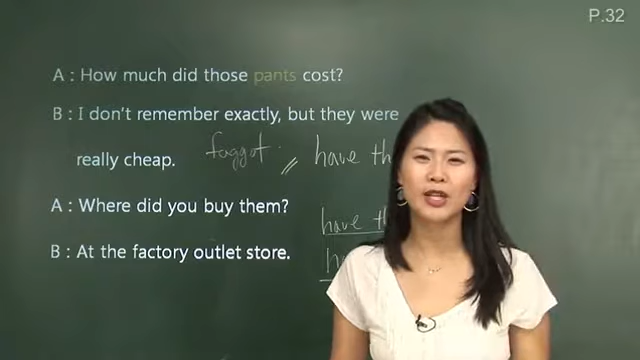 P.32
A : How much did those pants cost?
B : I don't remember exactly, but they were
really cheap.
faggot.
have th
A : Where did you buy them?
have th
B : At the factory outlet store.
h